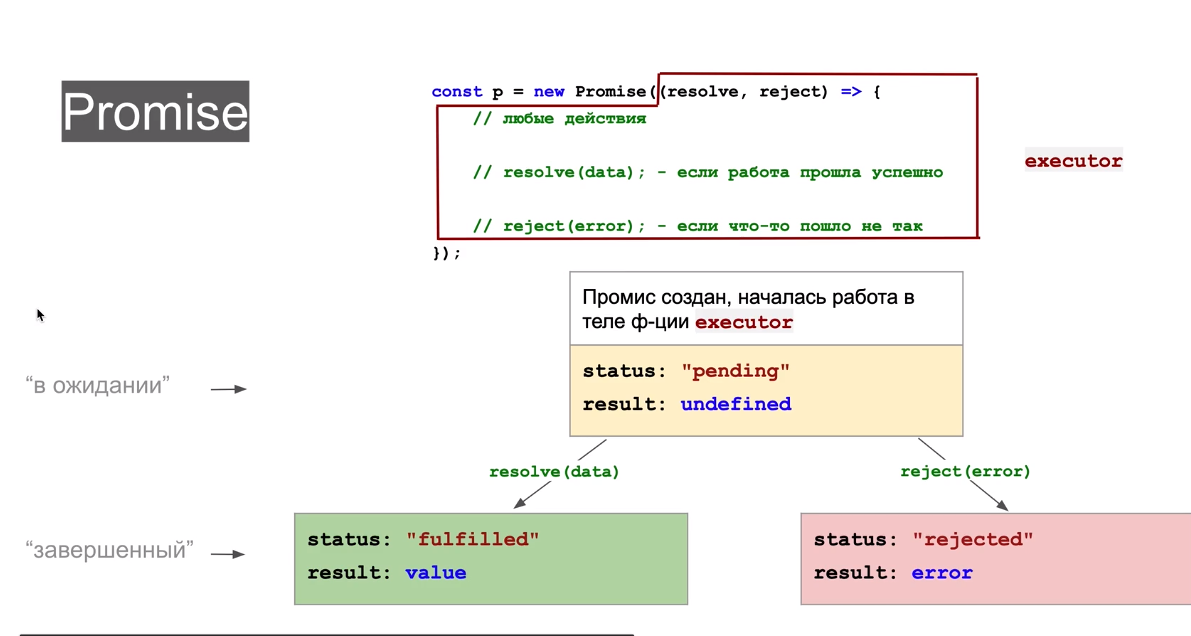 Promise
const p = new Promise((resolve, reject) => {
// любые действия
// resolve(data); - если работа прошла успешно
// reject(error); - если что-то пошло не так
});
executor
Промис создан, началась работа в
теле ф-ции executor
“в ожидании”
status: "pending"
result: undefined
resolve(data)
reject(error)
“завершенный”
status: "fulfilled"
result: value
status: "rejected"
result: error